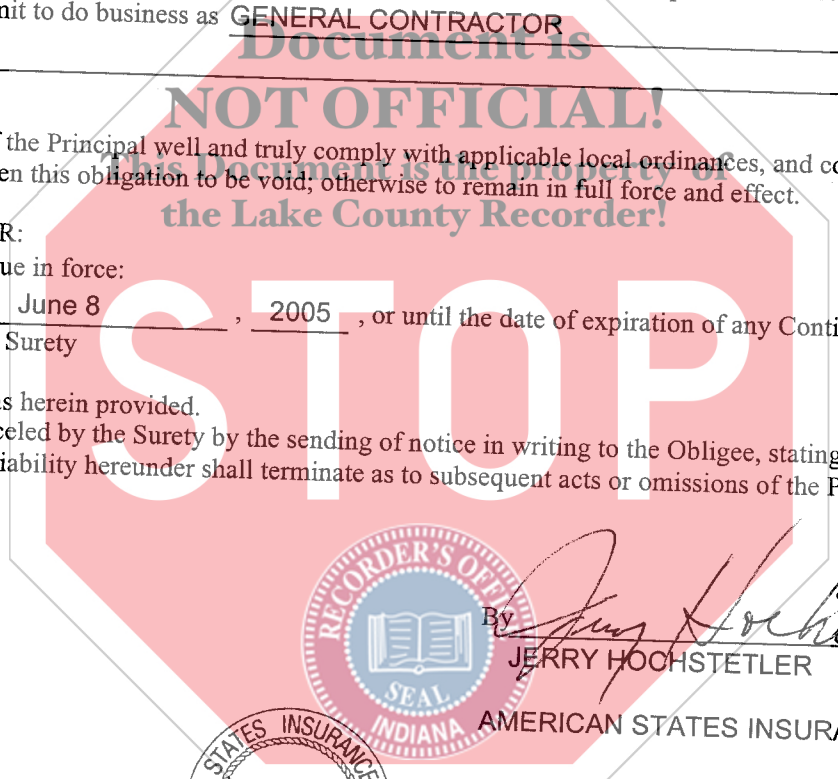 nit to do business as GENERAL CONTRACTOR
Document is
NOT OFFICIAL!
f the Principal well and truly comply with applicable local ordinances, and co
This Document is the property of
en this obligation to be void; otherwise to remain in full force and effect.
the Lake County Recorder!
R:
ue in force:
June 8 , 2005 , or until the date of expiration of any Conti
Surety
STOP
s herein provided.
celed by the Surety by the sending of notice in writing to the Obligee, stating
iability hereunder shall terminate as to subsequent acts or omissions of the P
RECORDER'S OFFI
SEAL
INDIANA
By Jerry Hochs
JERRY HOCHSTETLER
AMERICAN STATES INSURA
STATES INSURANCE